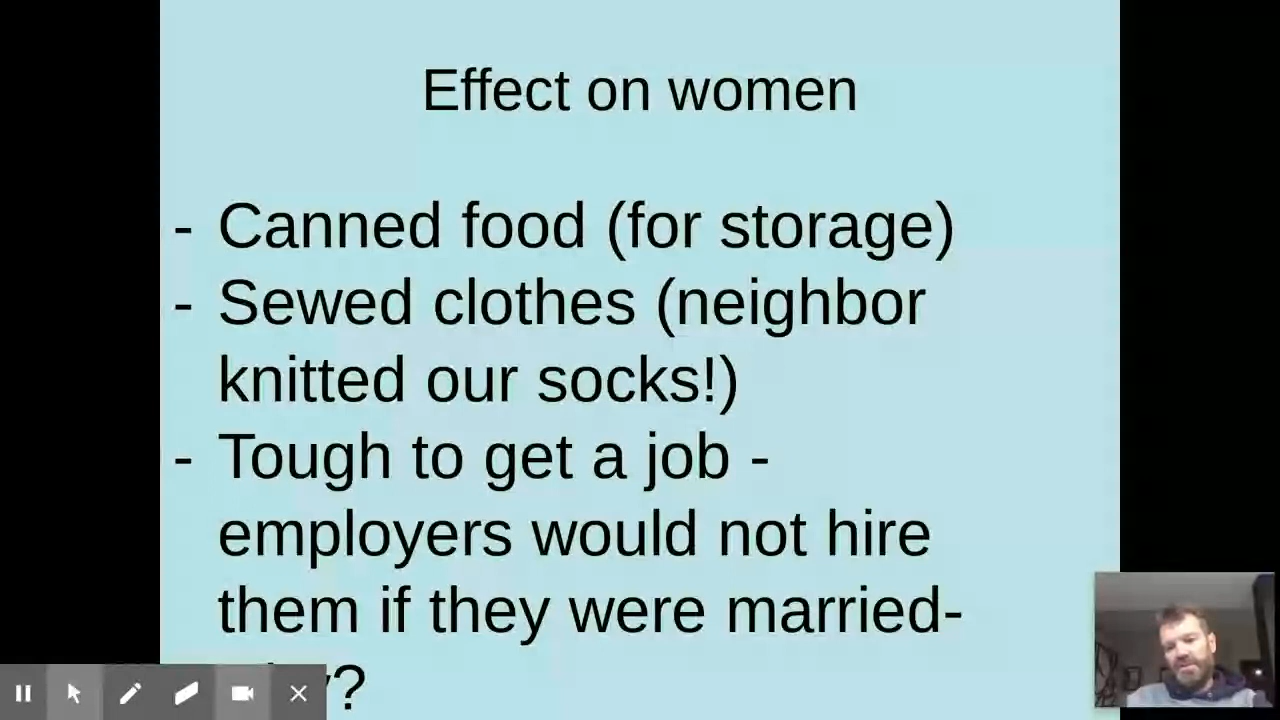 Effect on women
- Canned food (for storage)
- Sewed clothes (neighbor
knitted our socks!)
- Tough to get a job -
employers would not hire
them if they were married-